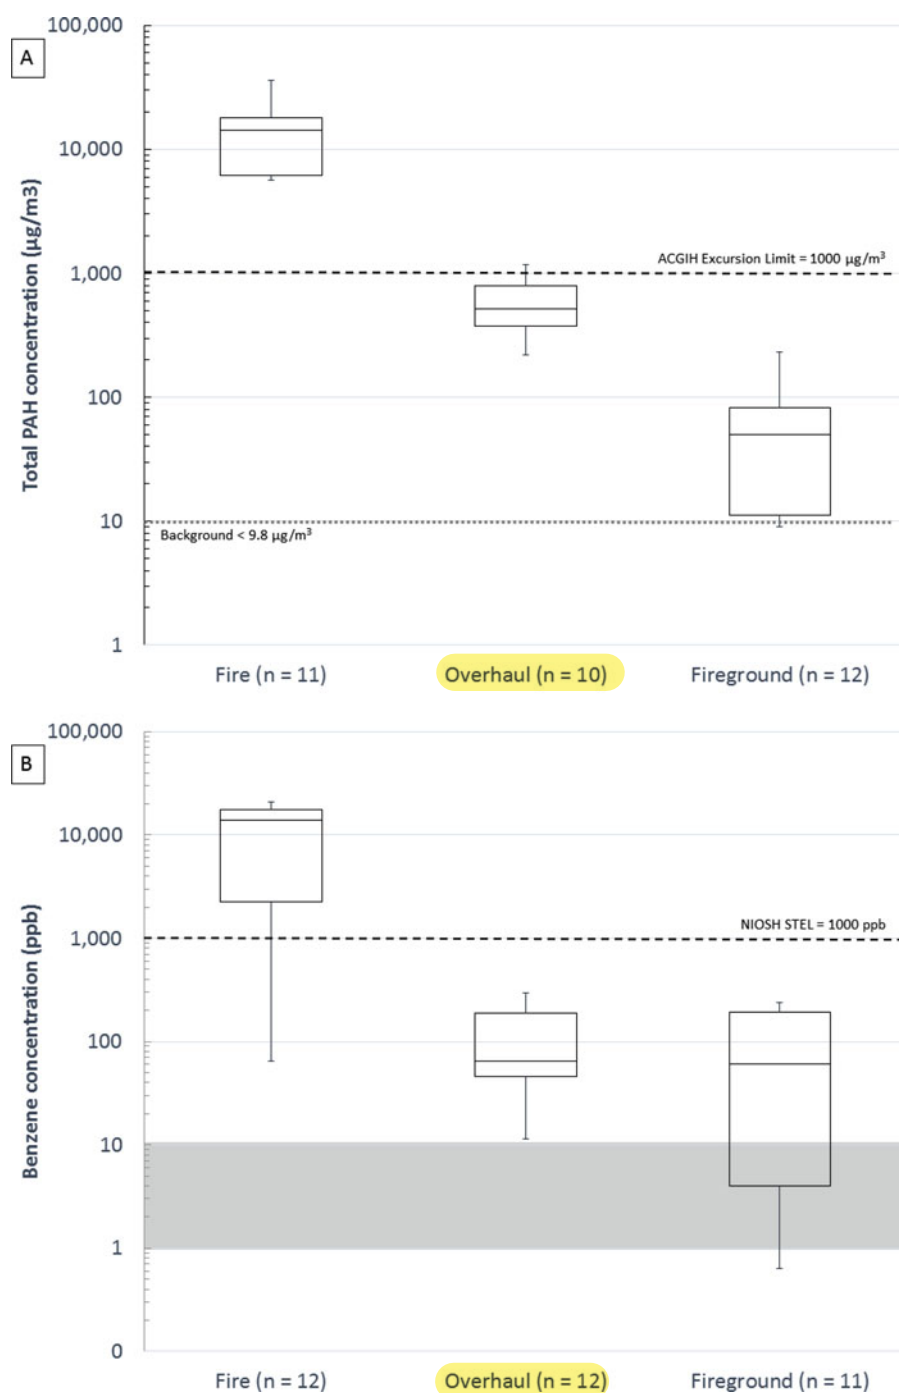 A
Total PAH concentration (µg/m3)
100,000
10,000
1,000
100
10
1
ACGIH Excursion Limit = 1000 µg/m³
Background < 9.8 µg/m³
Fire (n = 11)
Overhaul (n = 10)
Fireground (n = 12)
B
Benzene concentration (ppb)
100,000
10,000
1,000
100
10
1
0
NIOSH STEL = 1000 ppb
Fire (n = 12)
Overhaul (n = 12)
Fireground (n = 11)